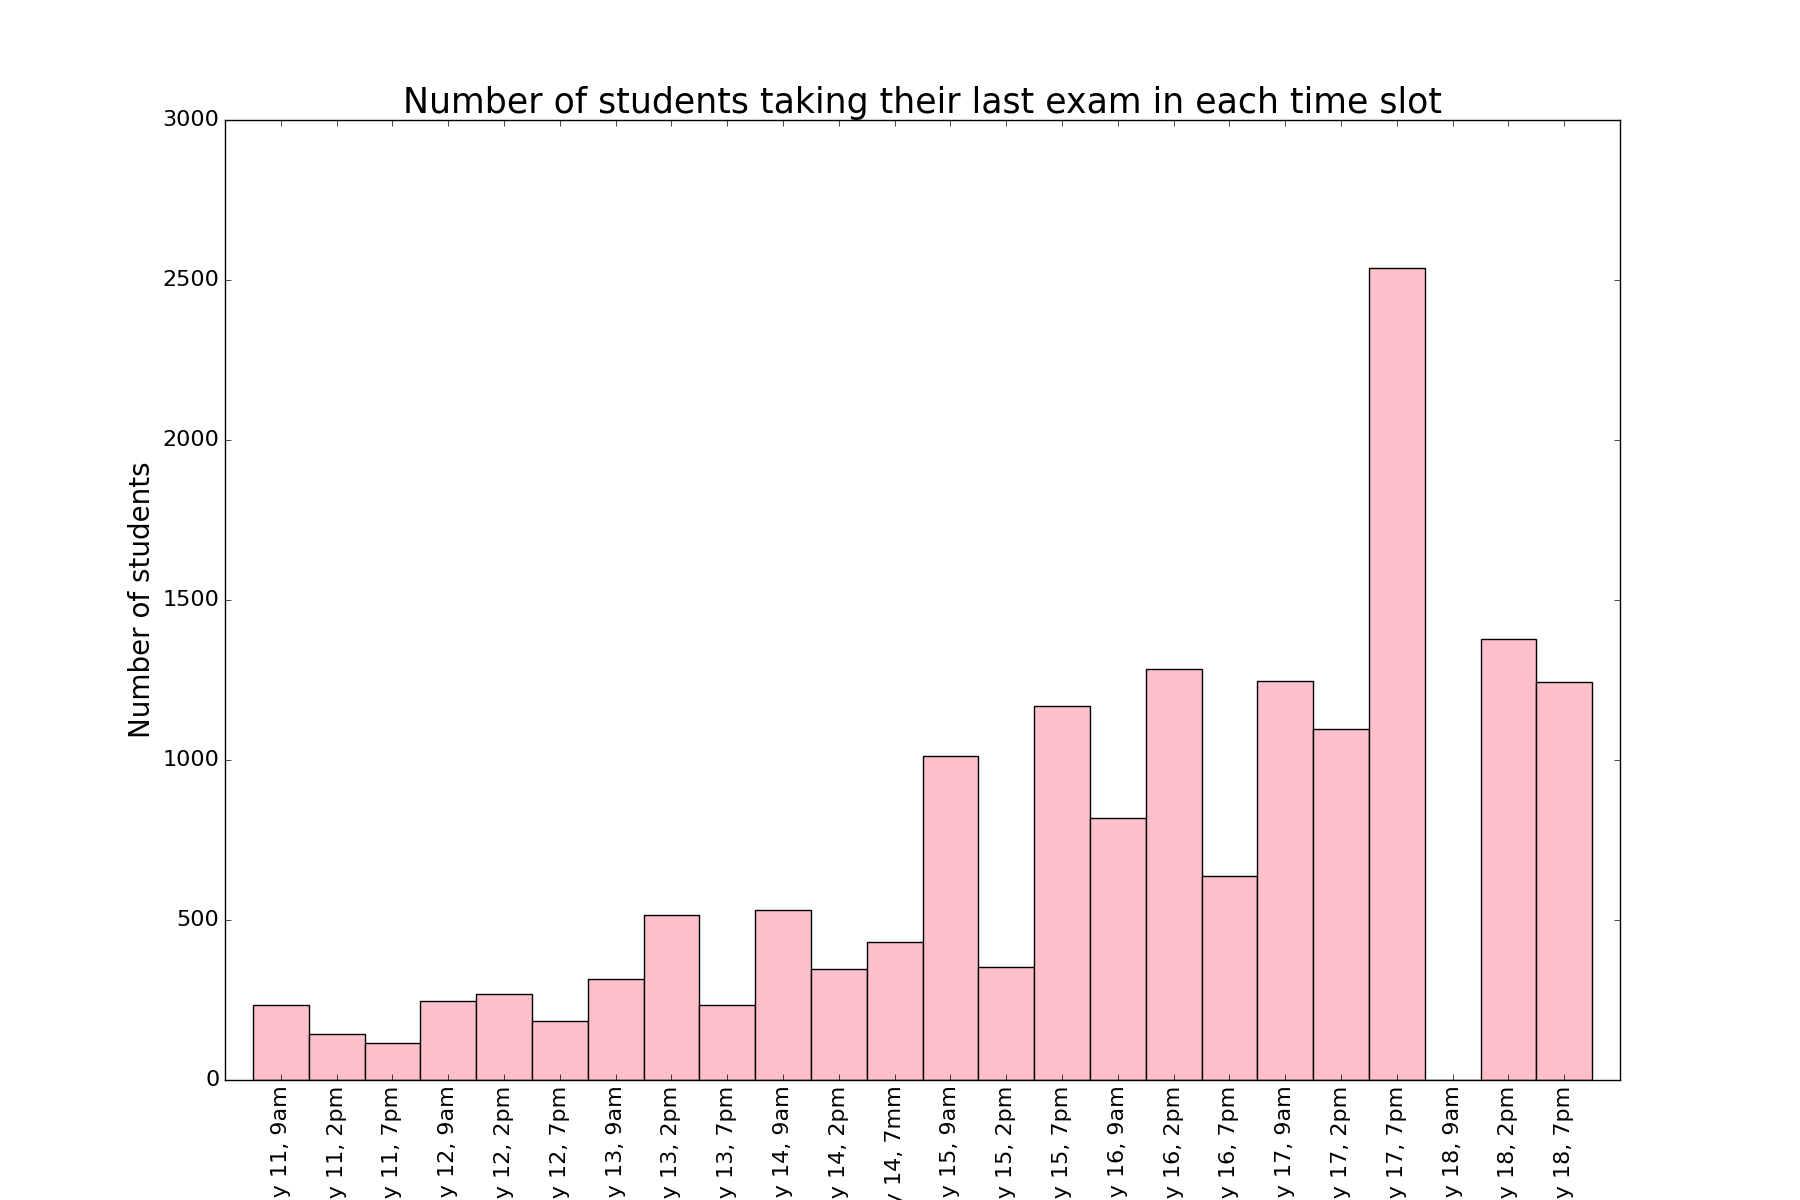 Number of students taking their last exam in each time slot
Number of students
3000
2500
2000
1500
1000
500
0
y 11, 9am
y 11, 2pm
y 11, 7pm
y 12, 9am
y 12, 2pm
y 12, 7pm
y 13, 9am
y 13, 2pm
y 13, 7pm
y 14, 9am
y 14, 2pm
y 14, 7mm
y 15, 9am
y 15, 2pm
y 15, 7pm
y 16, 9am
y 16, 2pm
y 16, 7pm
y 17, 9am
y 17, 2pm
y 17, 7pm
y 18, 9am
y 18, 2pm
y 18, 7pm